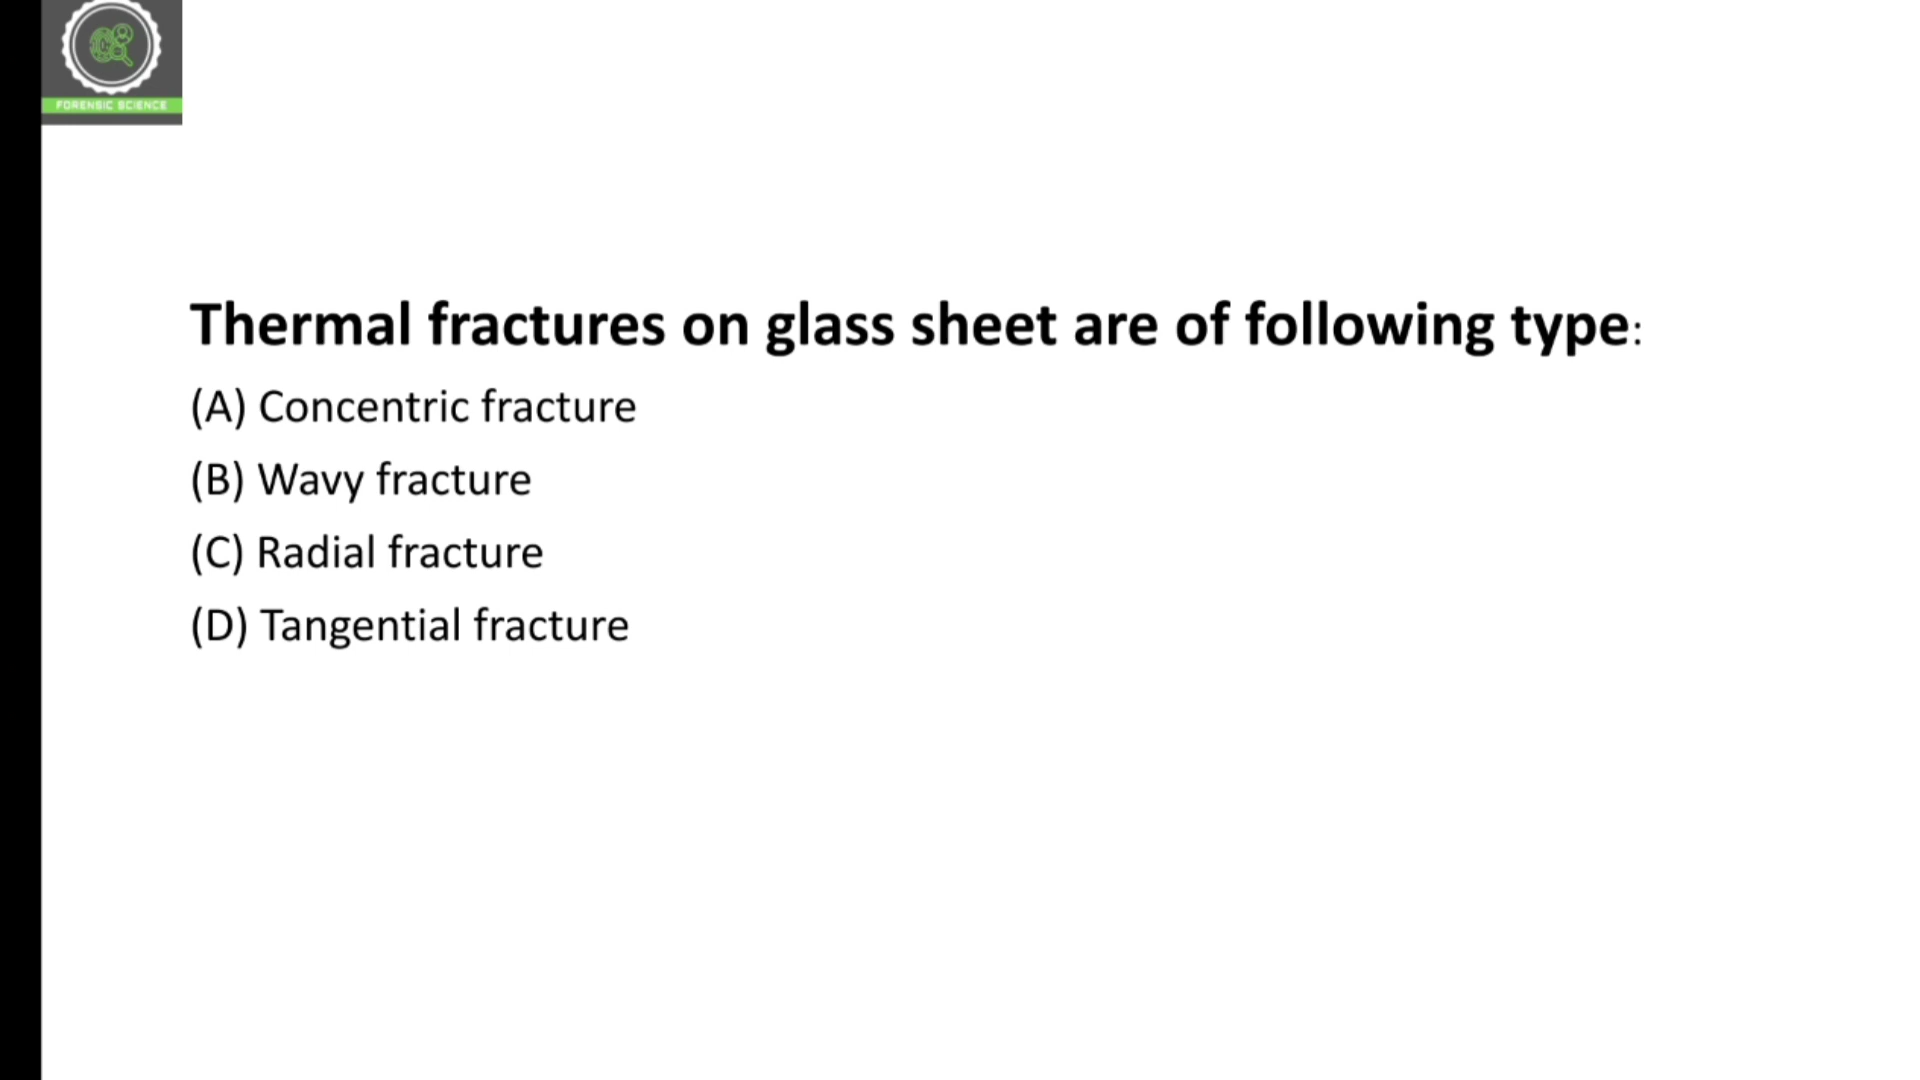 FORENSIC SCIENCE
Thermal fractures on glass sheet are of following type:
(A) Concentric fracture
(B) Wavy fracture
(C) Radial fracture
(D) Tangential fracture